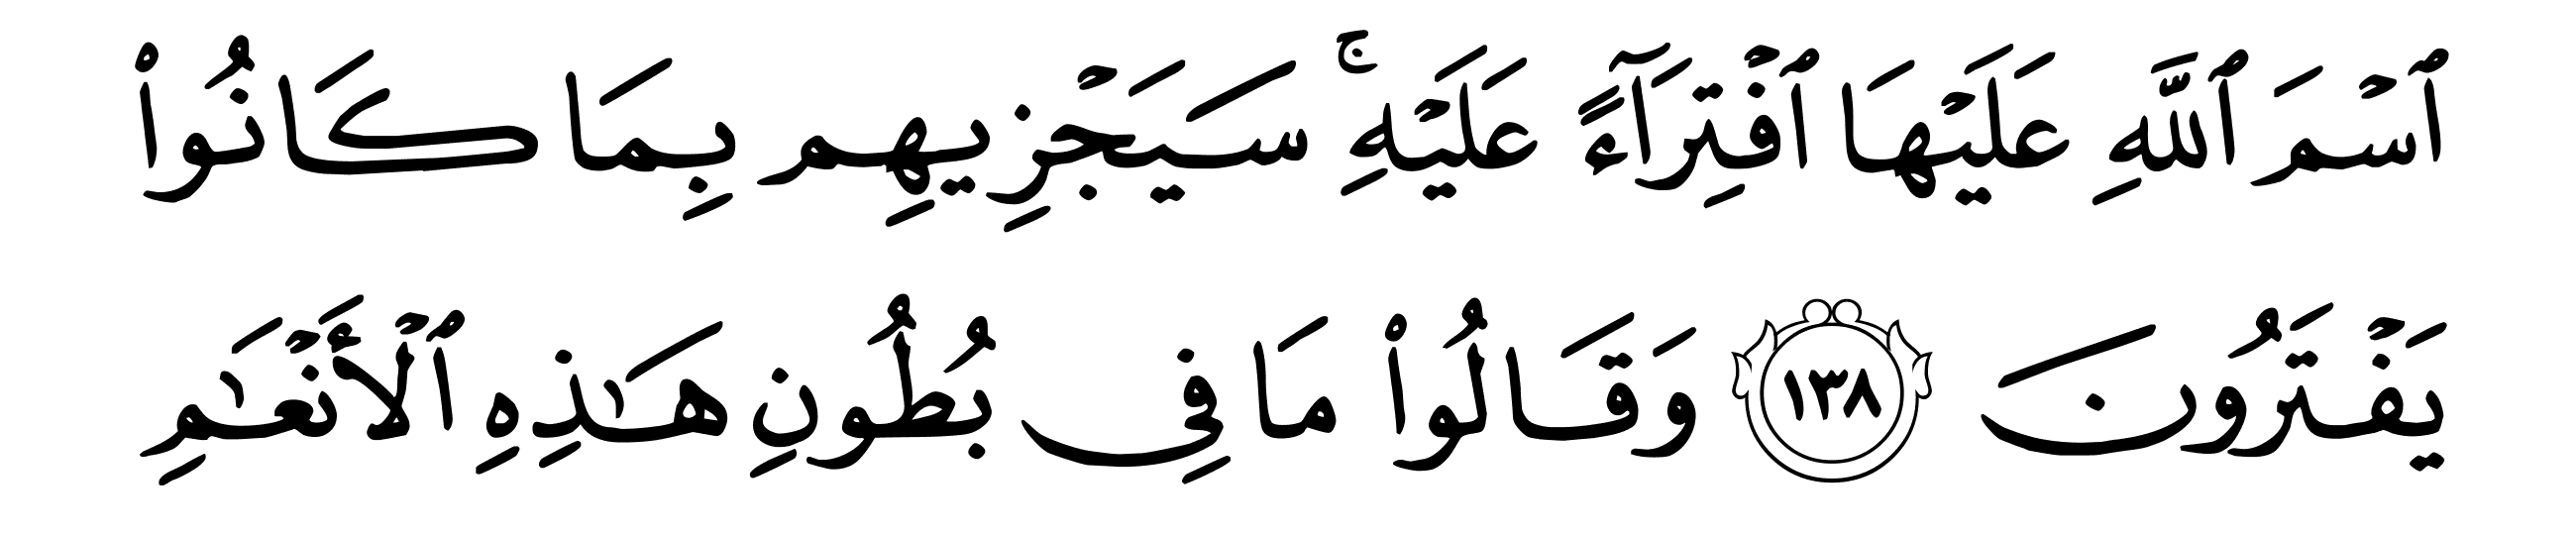 ٱسۡمَ ٱللَّهِ عَلَيۡهَا ٱفۡتِرَآءً عَلَيۡهِۚ سَيَجۡزِيهِم بِمَا كَانُواْ
يَفۡتَرُونَ ١٣٨ وَقَالُواْ مَا فِي بُطُونِ هَٰذِهِ ٱلۡأَنۡعَٰمِ